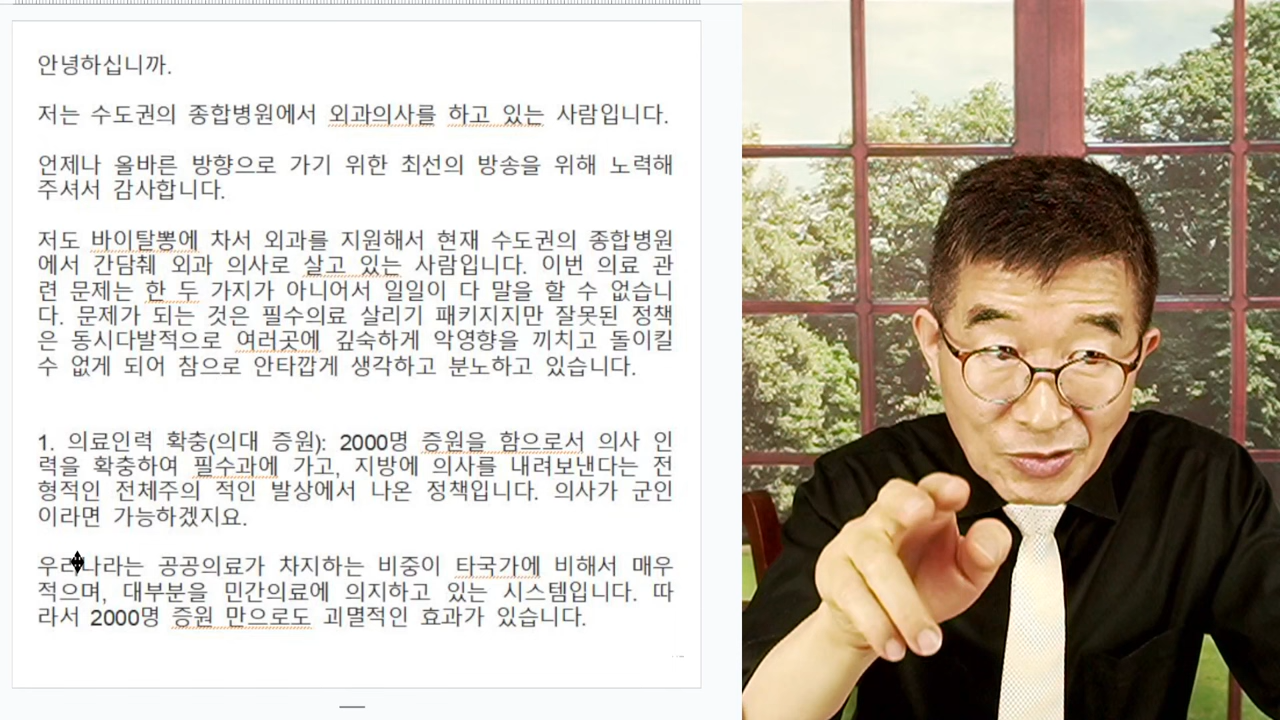 안녕하십니까.
저는 수도권의 종합병원에서 외과의사를 하고 있는 사람입니다.
언제나 올바른 방향으로 가기 위한 최선의 방송을 위해 노력해
주셔서 감사합니다.
저도 바이탈뽕에 차서 외과를 지원해서 현재 수도권의 종합병원
에서 간담췌 외과 의사로 살고 있는 사람입니다. 이번 의료 관
련 문제는 한 두 가지가 아니어서 일일이 다 말을 할 수 없습니
다. 문제가 되는 것은 필수의료 살리기 패키지지만 잘못된 정책
은 동시다발적으로 여러곳에 깊숙하게 악영향을 끼치고 돌이킬
수 없게 되어 참으로 안타깝게 생각하고 분노하고 있습니다.
1. 의료인력 확충(의대 증원): 2000명 증원을 함으로서 의사 인
력을 확충하여 필수과에 가고, 지방에 의사를 내려보낸다는 전
형적인 전체주의 적인 발상에서 나온 정책입니다. 의사가 군인
이라면 가능하겠지요.
우리나라는 공공의료가 차지하는 비중이 타국가에 비해서 매우
적으며, 대부분을 민간의료에 의지하고 있는 시스템입니다. 따
라서 2000명 증원 만으로도 괴멸적인 효과가 있습니다.